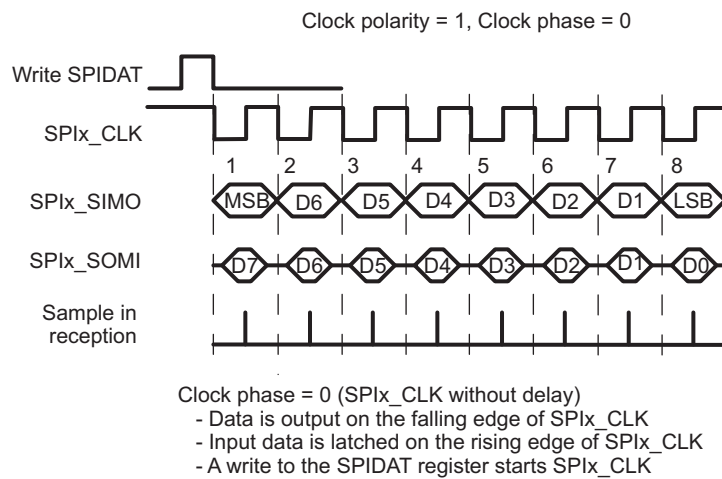 Clock polarity = 1, Clock phase = 0
Write SPIDAT
SPIx_CLK
1 2 3 4 5 6 7 8
SPIx_SIMO MSB D6 D5 D4 D3 D2 D1 LSB
SPIx_SOMI D7 D6 D5 D4 D3 D2 D1 D0
Sample in
reception
Clock phase = 0 (SPIx_CLK without delay)
- Data is output on the falling edge of SPIx_CLK
- Input data is latched on the rising edge of SPIx_CLK
- A write to the SPIDAT register starts SPIx_CLK